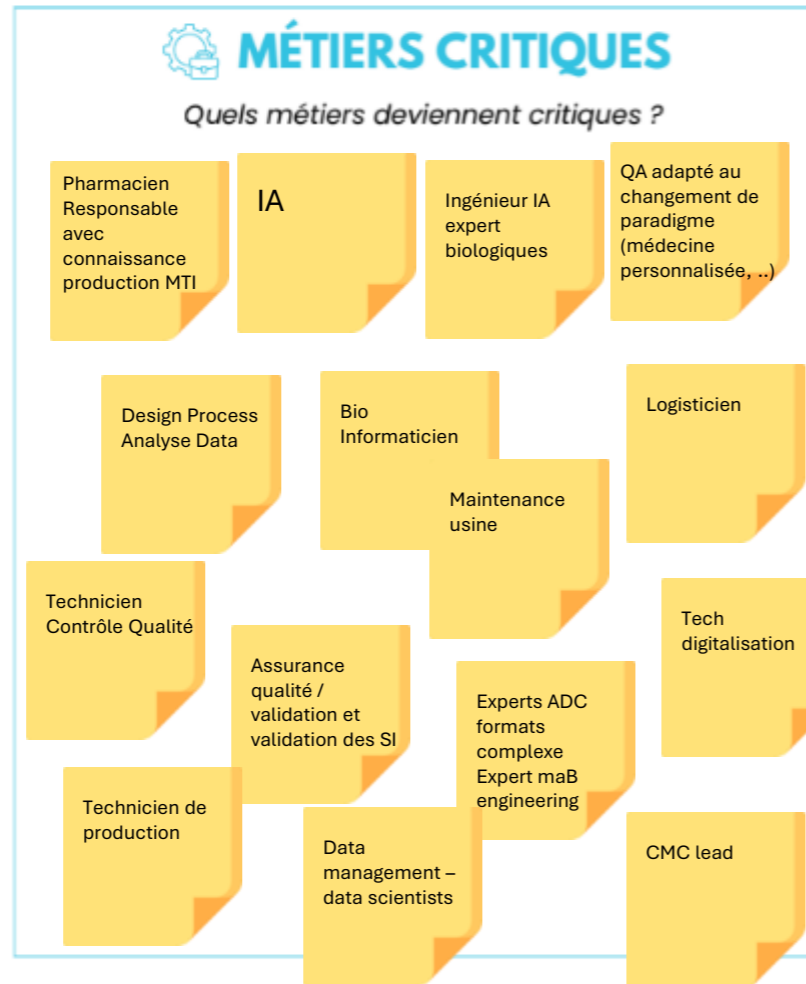 MÉTIERS CRITIQUES
Quels métiers deviennent critiques ?
Pharmacien
Responsable
avec
connaissance
production MTI
IA
Ingénieur IA
expert
biologiques
QA adapté au
changement de
paradigme
(médecine
personnalisée, ..)
Design Process
Analyse Data
Bio
Informaticien
Logisticien
Maintenance
usine
Technicien
Contrôle Qualité
Tech
digitalisation
Assurance
qualité /
validation et
validation des SI
Experts ADC
formats
complexe
Expert maB
engineering
Technicien de
production
Data
management –
data scientists
CMC lead